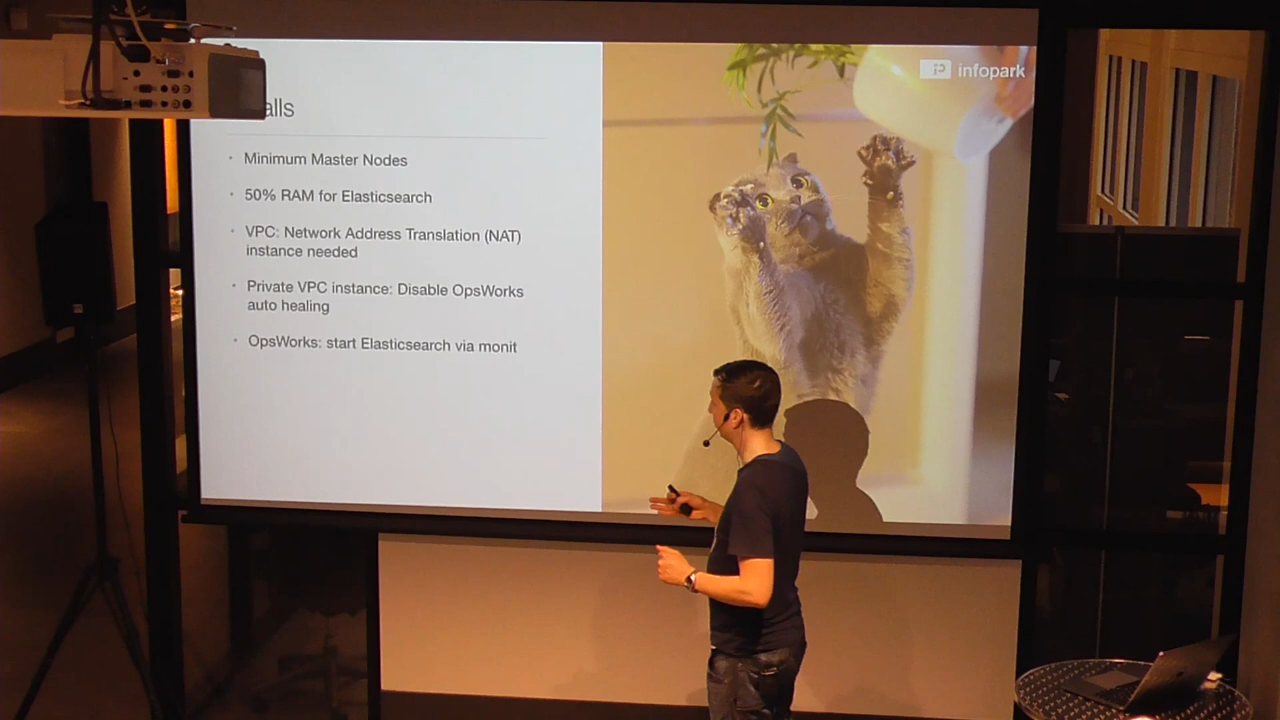 infopark
alls
Minimum Master Nodes
50% RAM for Elasticsearch
VPC: Network Address Translation (NAT)
instance needed
Private VPC instance: Disable OpsWorks
auto healing
OpsWorks: start Elasticsearch via monit